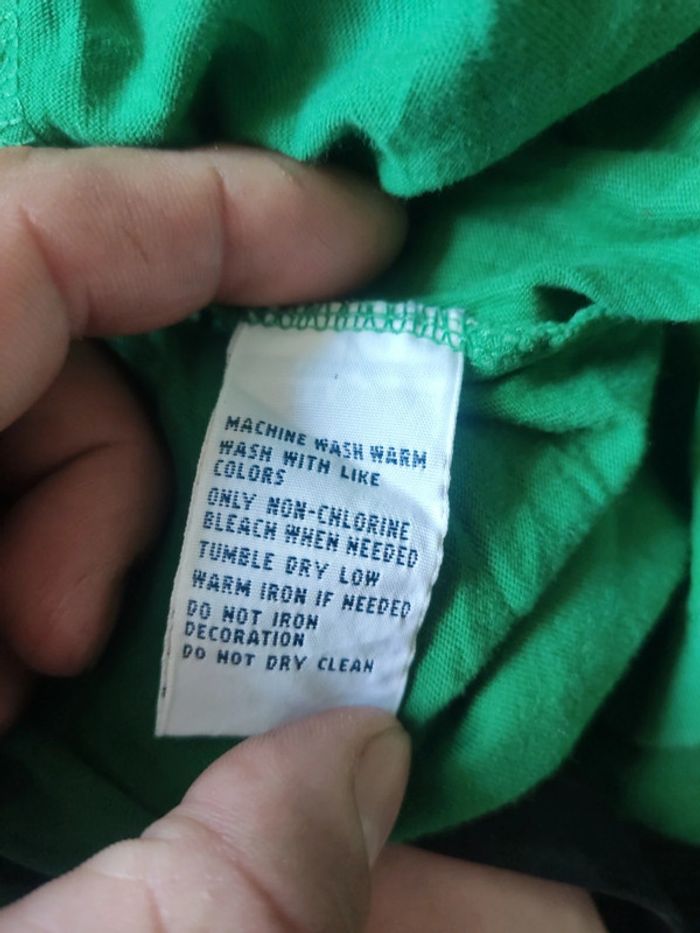 MACHINE WASH WARM
WASH WITH LIKE
COLORS
ONLY NON-CHLORINE
BLEACH WHEN NEEDED
TUMBLE DRY LOW
WARM IRON IF NEEDED
DO NOT IRON
DECORATION
DO NOT DRY CLEAN